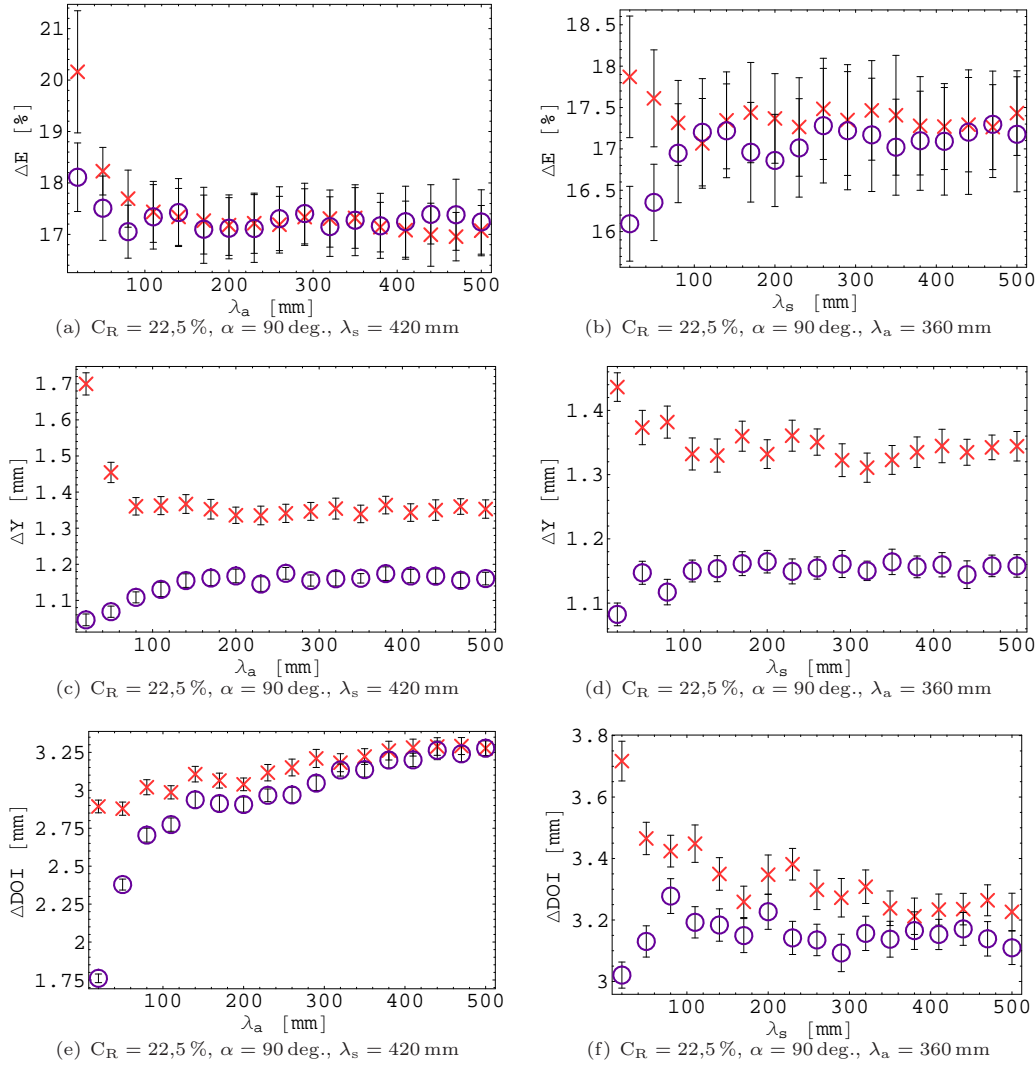 21
20
19
18
17
ΔE [%]
100 200 300 400 500
λa [mm]
(a) CR = 22,5 %, α = 90 deg., λs = 420 mm
18.5
18
17.5
17
16.5
16
ΔE [%]
100 200 300 400 500
λs [mm]
(b) CR = 22,5 %, α = 90 deg., λa = 360 mm
1.7
1.6
1.5
1.4
1.3
1.2
1.1
ΔY [mm]
100 200 300 400 500
λa [mm]
(c) CR = 22,5 %, α = 90 deg., λs = 420 mm
1.4
1.3
1.2
1.1
ΔY [mm]
100 200 300 400 500
λs [mm]
(d) CR = 22,5 %, α = 90 deg., λa = 360 mm
3.25
3
2.75
2.5
2.25
2
1.75
ΔDOI [mm]
100 200 300 400 500
λa [mm]
(e) CR = 22,5 %, α = 90 deg., λs = 420 mm
3.8
3.6
3.4
3.2
3
ΔDOI [mm]
100 200 300 400 500
λs [mm]
(f) CR = 22,5 %, α = 90 deg., λa = 360 mm